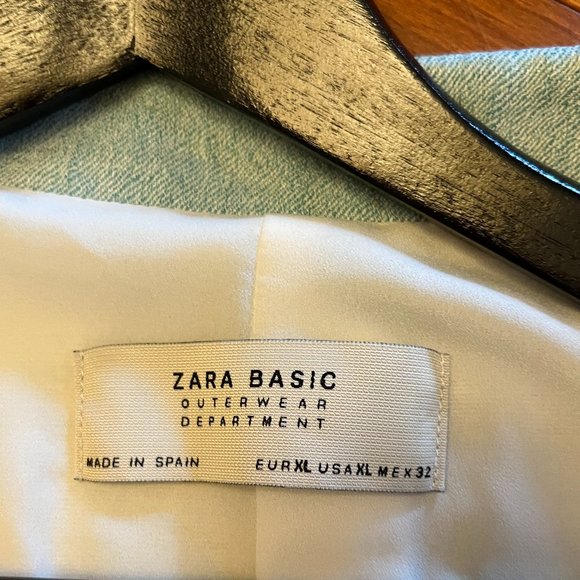 ZARA BASIC
OUTERWEAR
DEPARTMENT
MADE IN SPAIN EUR XL USA XL MEX 32